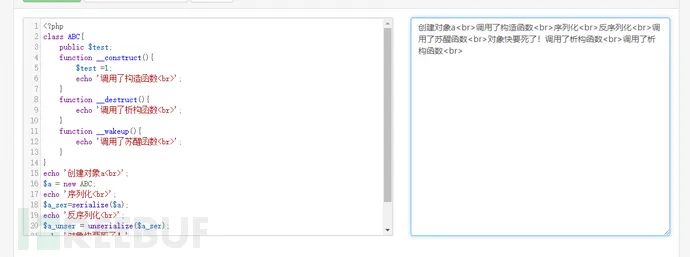 1 <?php
2 class ABC{
3 public $test;
4 function __construct(){
5 $test =1;
6 echo '调用了构造函数<br>';
7 }
8 function __destruct(){
9 echo '调用了析构函数<br>';
10 }
11 function __wakeup(){
12 echo '调用了苏醒函数<br>';
13 }
14 }
15 echo '创建对象a<br>';
16 $a = new ABC;
17 echo '序列化<br>';
18 $a_ser=serialize($a);
19 echo '反序列化<br>';
20 $a_unser = unserialize($a_ser);
'对象快要死了!'
创建对象a<br>调用了构造函数<br>序列化<br>反序列化<br>调
用了苏醒函数<br>对象快要死了！调用了析构函数<br>调用了析
构函数<br>